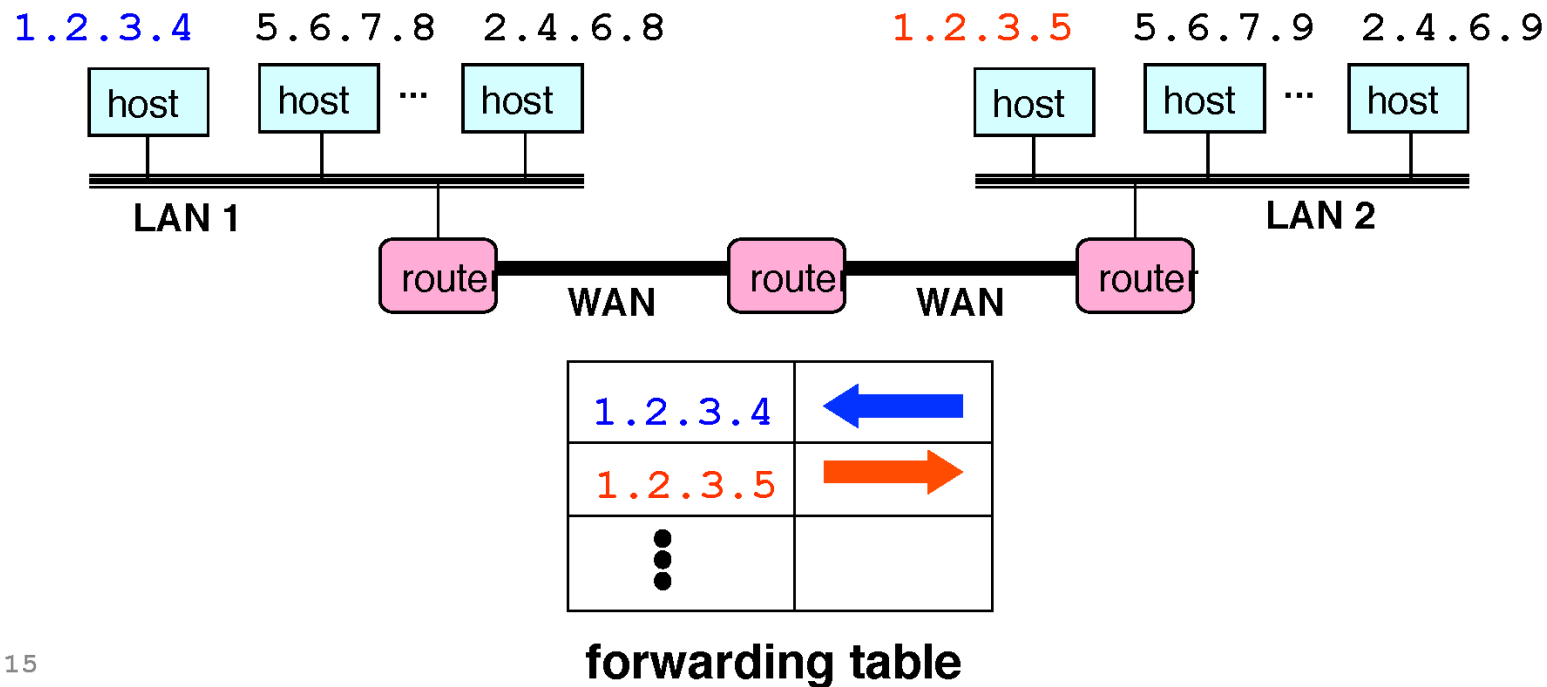 1.2.3.4 5.6.7.8 2.4.6.8 1.2.3.5 5.6.7.9 2.4.6.9
host host ... host host host ... host
LAN 1 LAN 2
router router router
WAN WAN
1.2.3.4
1.2.3.5
forwarding table
15